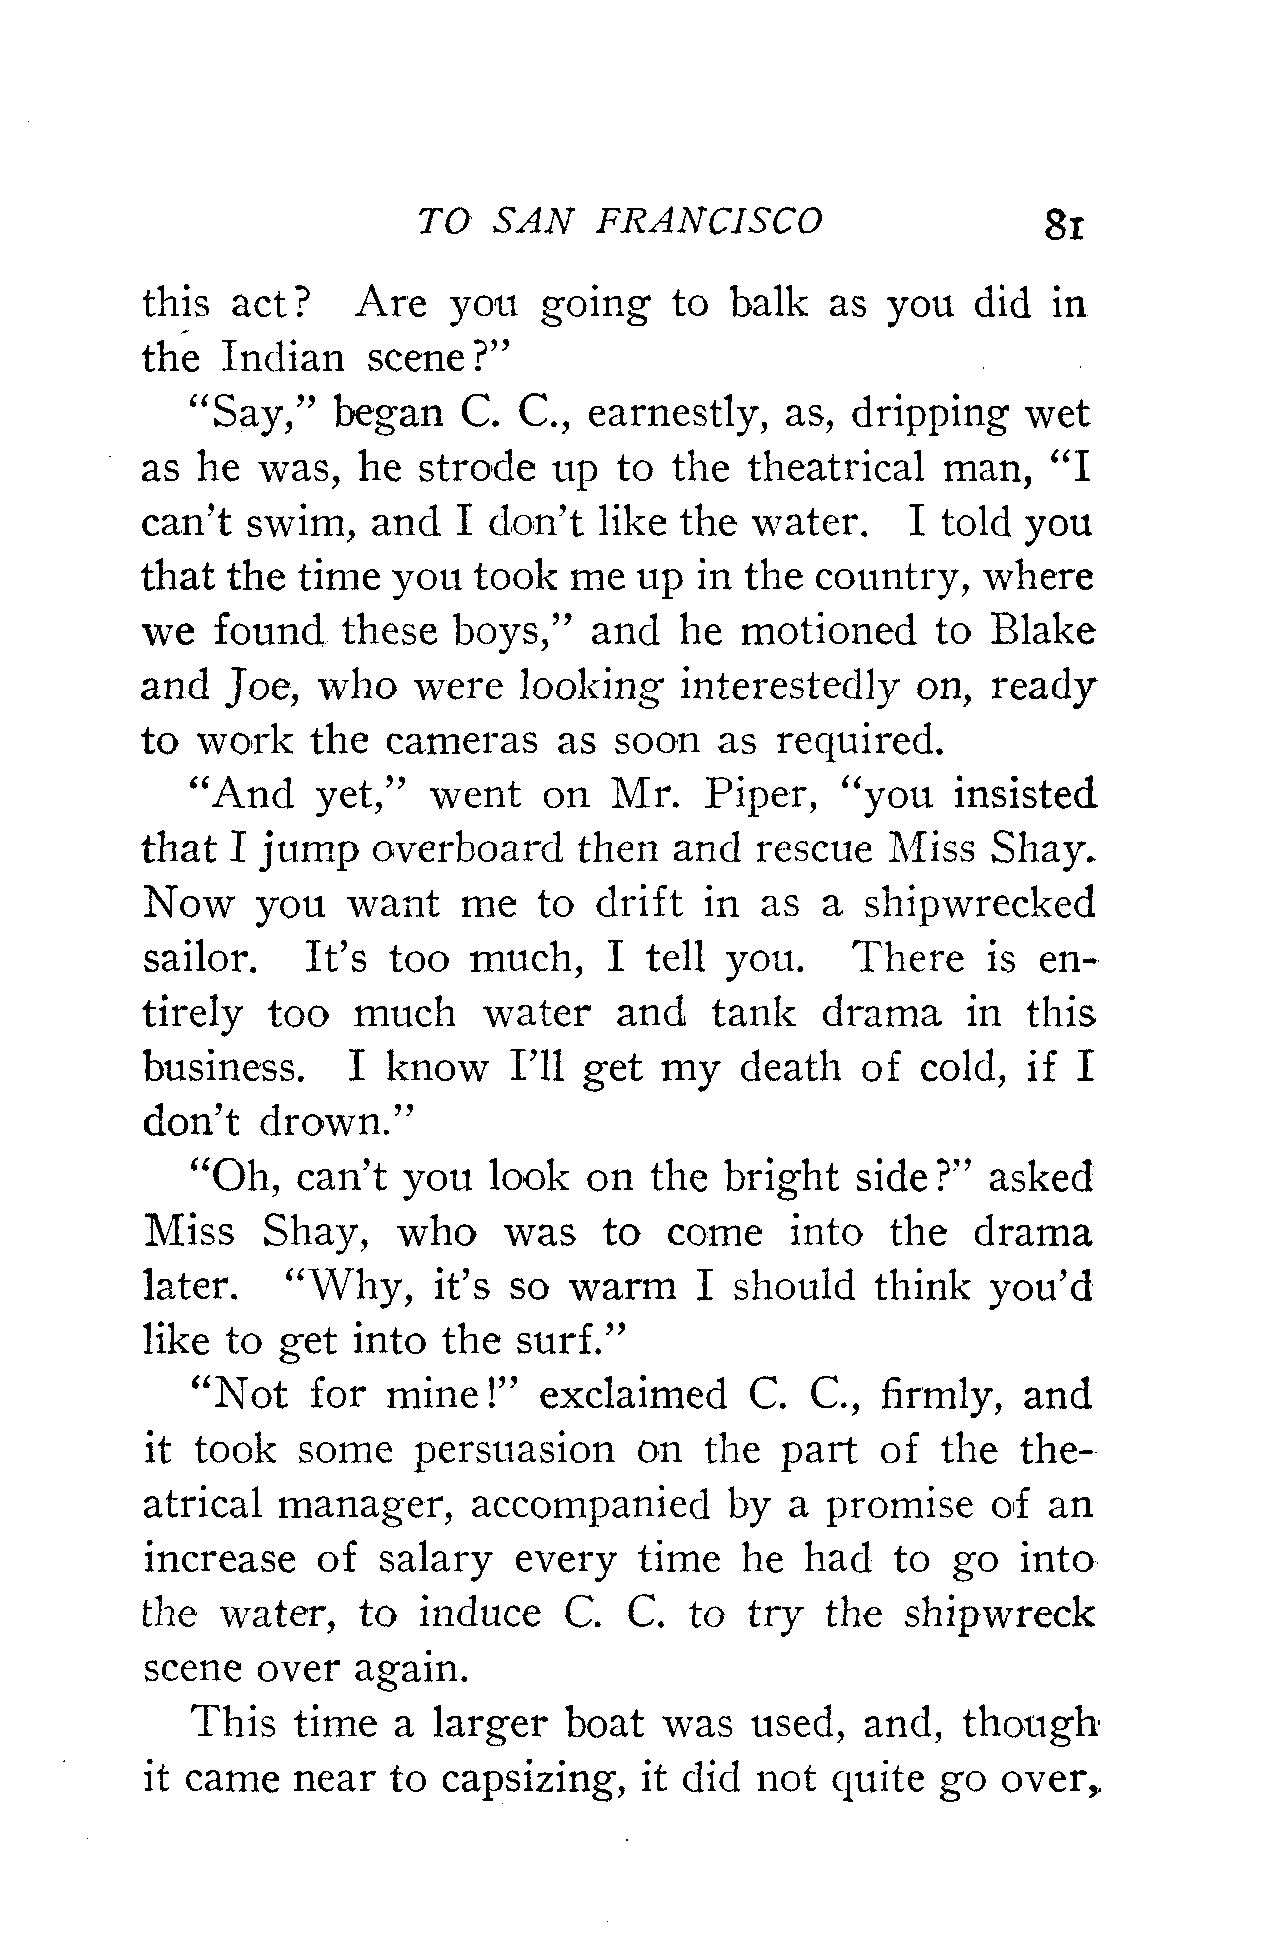 TO SAN FRANCISCO 81
this act? Are you going to balk as you did in
the Indian scene?"
"Say," began C. C., earnestly, as, dripping wet
as he was, he strode up to the theatrical man, "I
can't swim, and I don't like the water. I told you
that the time you took me up in the country, where
we found these boys," and he motioned to Blake
and Joe, who were looking interestedly on, ready
to work the cameras as soon as required.
"And yet," went on Mr. Piper, "you insisted
that I jump overboard then and rescue Miss Shay.
Now you want me to drift in as a shipwrecked
sailor. It's too much, I tell you. There is en-
tirely too much water and tank drama in this
business. I know I'll get my death of cold, if I
don't drown."
"Oh, can't you look on the bright side?" asked
Miss Shay, who was to come into the drama
later. "Why, it's so warm I should think you'd
like to get into the surf."
"Not for mine!" exclaimed C. C., firmly, and
it took some persuasion on the part of the the-
atrical manager, accompanied by a promise of an
increase of salary every time he had to go into
the water, to induce C. C. to try the shipwreck
scene over again.
This time a larger boat was used, and, though
it came near to capsizing, it did not quite go over,